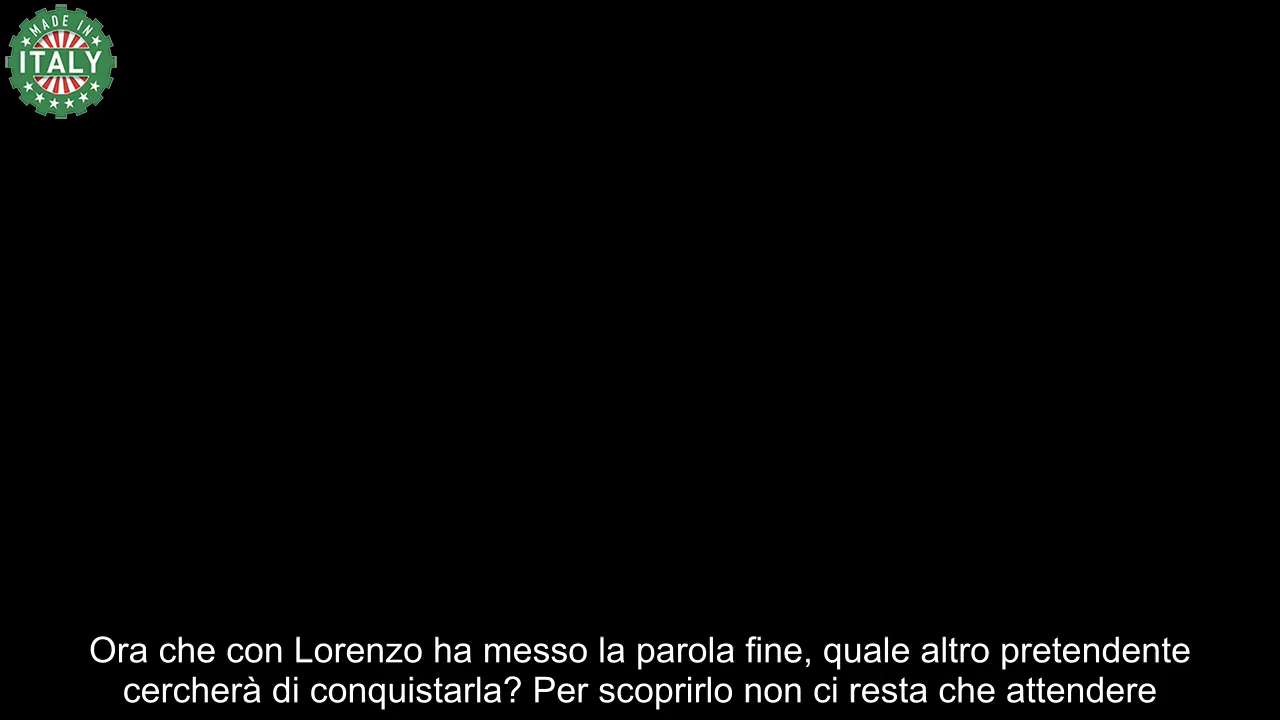 MADE IN
ITALY
Ora che con Lorenzo ha messo la parola fine, quale altro pretendente
cercherà di conquistarla? Per scoprirlo non ci resta che attendere